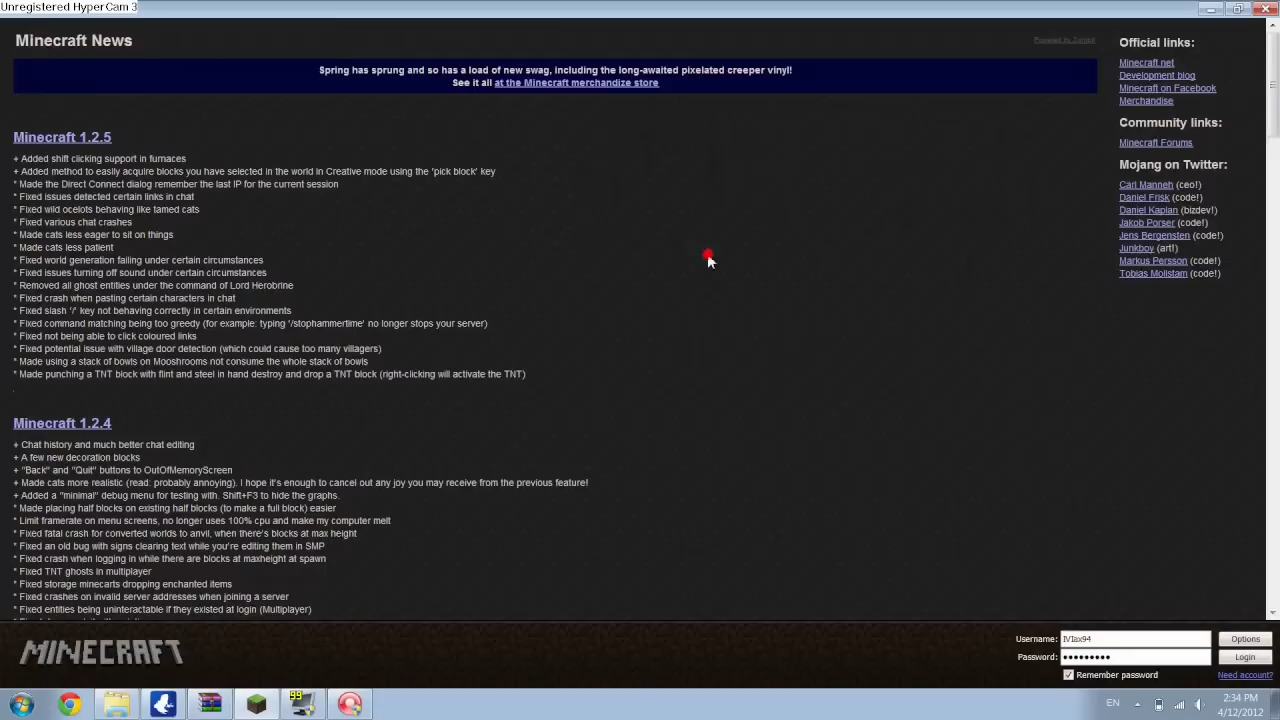 Unregistered HyperCam 3
Minecraft News
Powered by Tumblr
Spring has sprung and so has a load of new swag, including the long-awaited pixelated creeper vinyl!
See it all at the Minecraft merchandize store
Minecraft 1.2.5
+ Added shift clicking support in furnaces
+ Added method to easily acquire blocks you have selected in the world in Creative mode using the 'pick block' key
* Made the Direct Connect dialog remember the last IP for the current session
* Fixed issues detected certain links in chat
* Fixed wild ocelots behaving like tamed cats
* Fixed various chat crashes
* Made cats less eager to sit on things
* Made cats less patient
* Fixed world generation failing under certain circumstances
* Fixed issues turning off sound under certain circumstances
* Removed all ghost entities under the command of Lord Herobrine
* Fixed crash when pasting certain characters in chat
* Fixed slash '/' key not behaving correctly in certain environments
* Fixed command matching being too greedy (for example: typing '/stophammertime' no longer stops your server)
* Fixed not being able to click coloured links
* Fixed potential issue with village door detection (which could cause too many villagers)
* Made using a stack of bowls on Mooshrooms not consume the whole stack of bowls
* Made punching a TNT block with flint and steel in hand destroy and drop a TNT block (right-clicking will activate the TNT)
Minecraft 1.2.4
+ Chat history and much better chat editing
+ A few new decoration blocks
+ "Back" and "Quit" buttons to OutOfMemoryScreen
+ Made cats more realistic (read: probably annoying). I hope it's enough to cancel out any joy you may receive from the previous feature!
+ Added a "minimal" debug menu for testing with. Shift+F3 to hide the graphs.
* Made placing half blocks on existing half blocks (to make a full block) easier
* Limit framerate on menu screens, no longer uses 100% cpu and make my computer melt
* Fixed fatal crash for converted worlds to anvil, when there's blocks at max height
* Fixed an old bug with signs clearing text while you're editing them in SMP
* Fixed crash when logging in while there are blocks at maxheight at spawn
* Fixed TNT ghosts in multiplayer
* Fixed storage minecarts dropping enchanted items
* Fixed crashes on invalid server addresses when joining a server
* Fixed entities being uninteractable if they existed at login (Multiplayer)
Official links:
Minecraft.net
Development blog
Minecraft on Facebook
Merchandise
Community links:
Minecraft Forums
Mojang on Twitter:
Carl Manneh (ceo!)
Daniel Frisk (code!)
Daniel Kaplan (bizdev!)
Jakob Porser (code!)
Jens Bergensten (code!)
Junkboy (art!)
Markus Persson (code!)
Tobias Mollstam (code!)
MINECRAFT
Username: IVIax94 Options
Password: ●●●●●●●●● Login
Remember password Need account?
99
EN
2:34 PM
4/12/2012